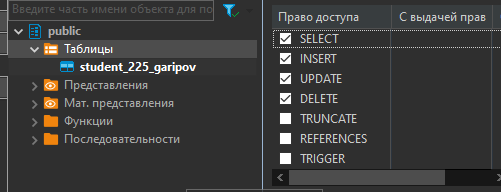 Введите часть имени объекта для по
public
Таблицы
student_225_garipov
Представления
Мат. представления
Функции
Последовательности
Право доступа
С выдачей прав
SELECT
INSERT
UPDATE
DELETE
TRUNCATE
REFERENCES
TRIGGER